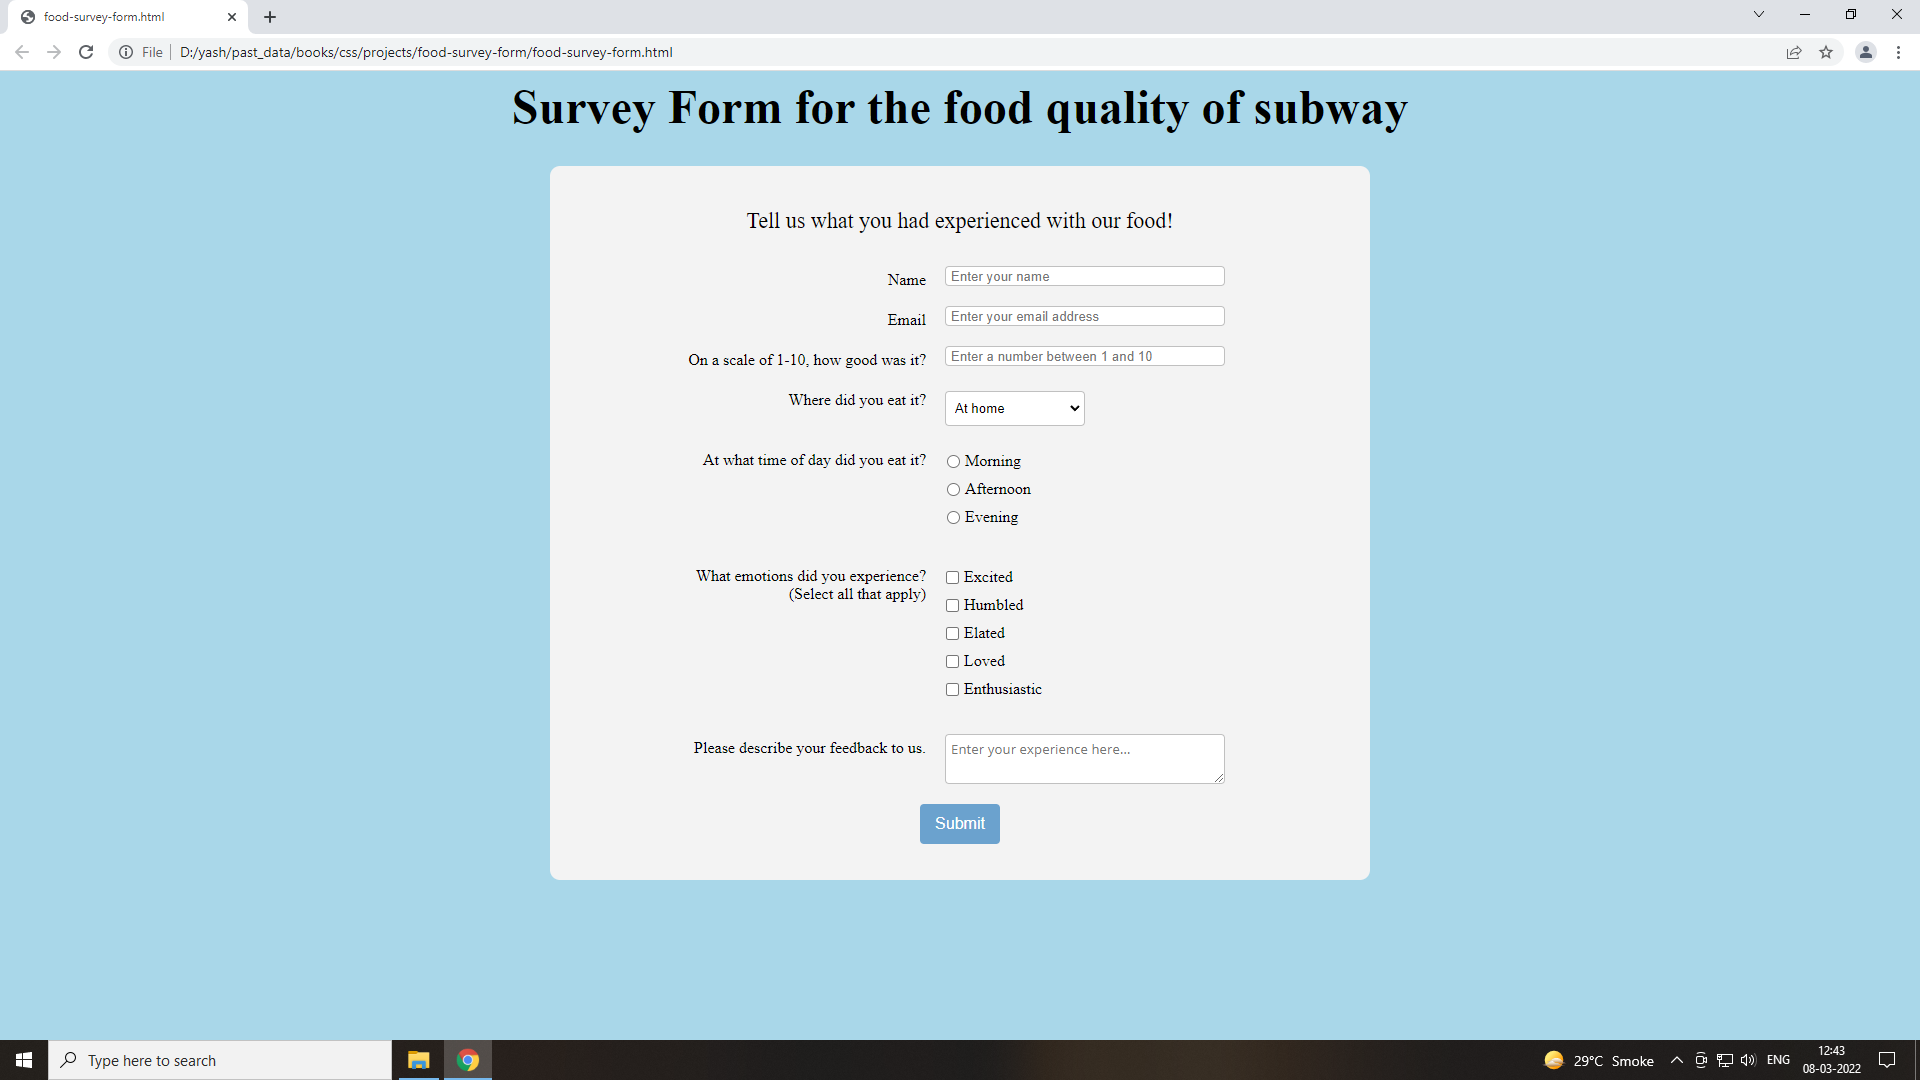 food-survey-form.html
File D:/yash/past_data/books/css/projects/food-survey-form/food-survey-form.html
Survey Form for the food quality of subway
Tell us what you had experienced with our food!
Name Enter your name
Email Enter your email address
On a scale of 1-10, how good was it? Enter a number between 1 and 10
Where did you eat it? At home
At what time of day did you eat it? Morning
Afternoon
Evening
What emotions did you experience? Excited
(Select all that apply)
Humbled
Elated
Loved
Enthusiastic
Please describe your feedback to us. Enter your experience here...
Submit
Type here to search
29°C Smoke
ENG
12:43
08-03-2022